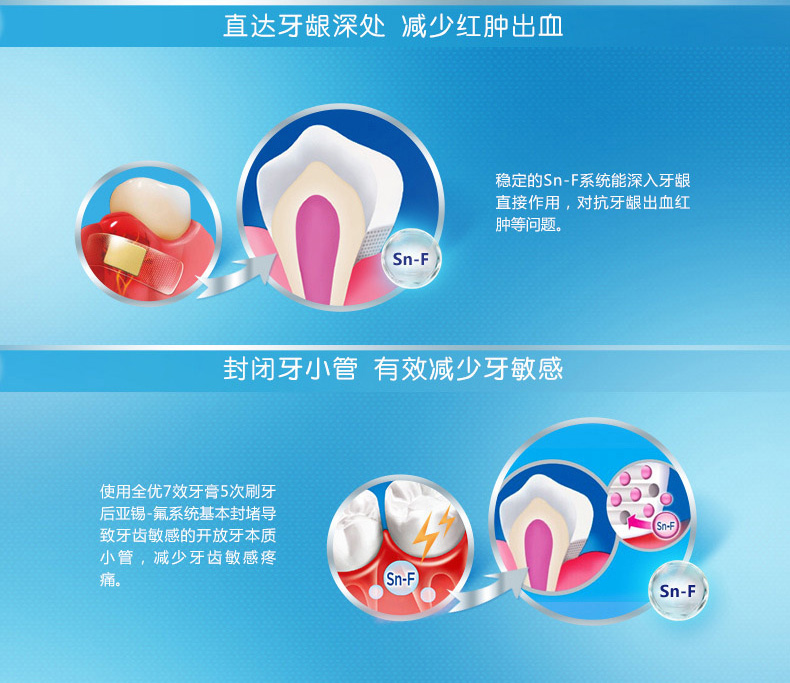 直达牙龈深处 减少红肿出血
稳定的Sn-F系统能深入牙龈
直接作用，对抗牙龈出血红
肿等问题。
Sn-F
封闭牙小管 有效减少牙敏感
使用全优7效牙膏5次刷牙
后亚锡-氟系统基本封堵导
致牙齿敏感的开放牙本质
小管，减少牙齿敏感疼
痛。
Sn-F
Sn-F
Sn-F